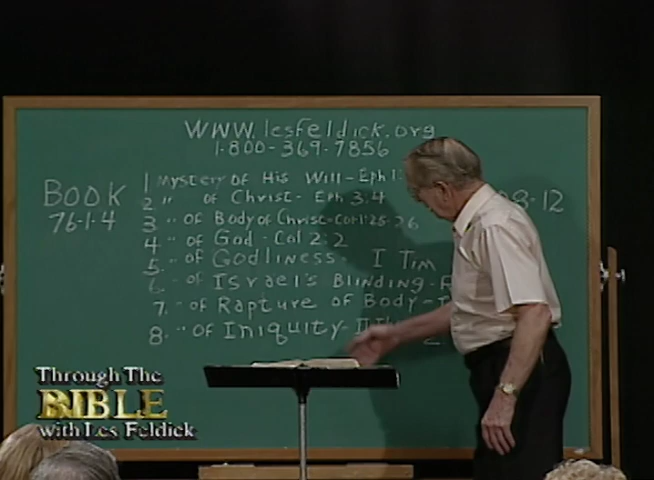 WWW.lesfeldick.org
1-800-369-7856
BOOK
76-1-4
1 Mystery of His Will - Eph 1:
2 " of Christ - Eph 3:4
3 " of Body of Christ - Col 1:25-26
4 " of God - Col 2:2
5. " of Godliness - I Tim
6. " of Israel's Blinding - R
7. " of Rapture of Body -
8. " of Iniquity - II Th
2
8-12
Through The
BIBLE
with Les Feldick